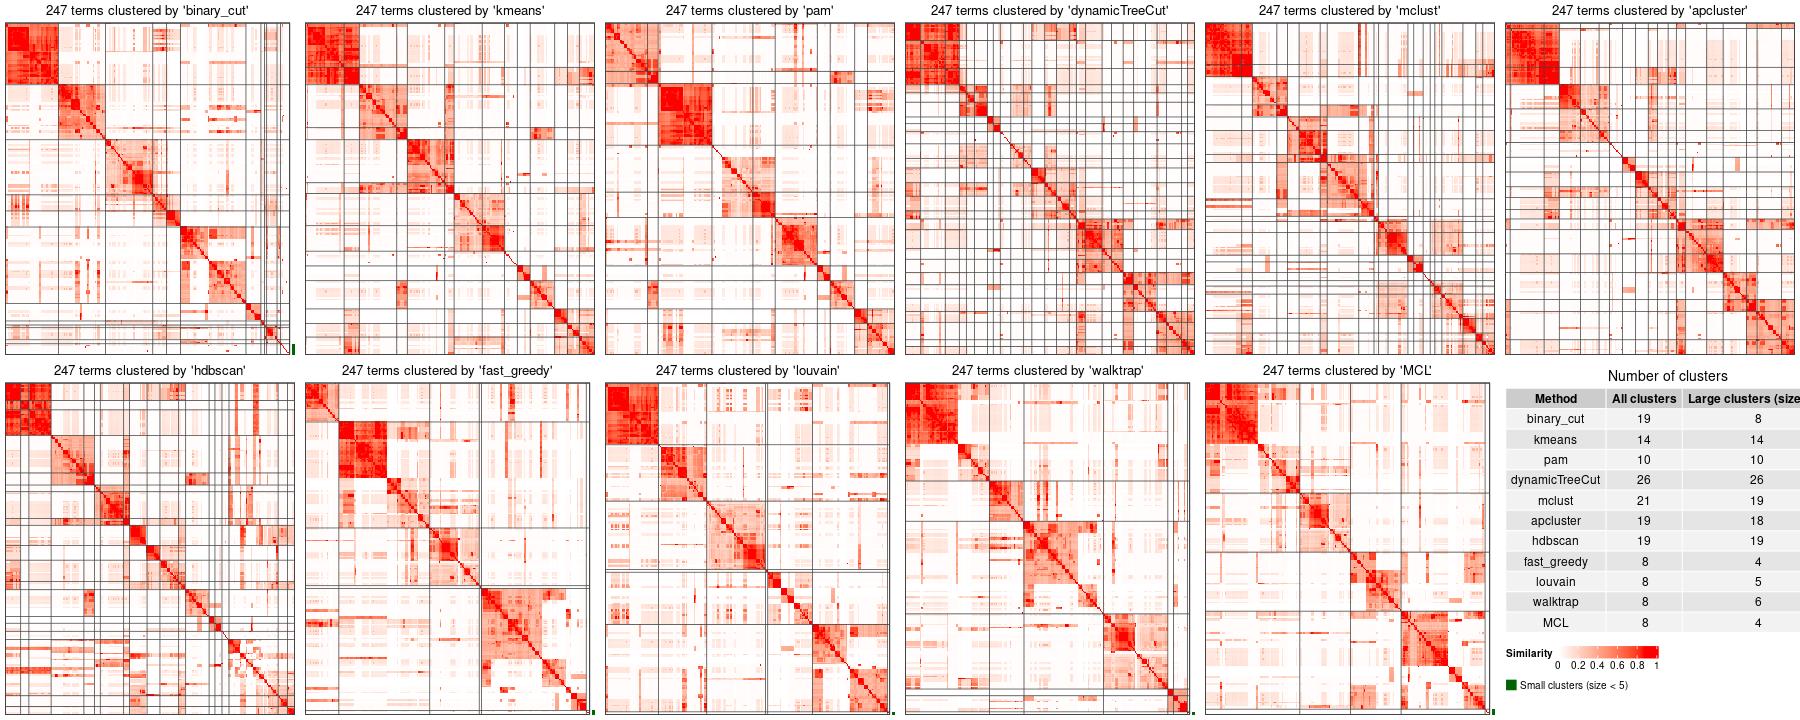 247 terms clustered by 'binary_cut'
247 terms clustered by 'kmeans'
247 terms clustered by 'pam'
247 terms clustered by 'dynamicTreeCut'
247 terms clustered by 'mclust'
247 terms clustered by 'apcluster'
247 terms clustered by 'hdbscan'
247 terms clustered by 'fast_greedy'
247 terms clustered by 'louvain'
247 terms clustered by 'walktrap'
247 terms clustered by 'MCL'
Number of clusters
Method All clusters Large clusters (size
binary_cut 19 8
kmeans 14 14
pam 10 10
dynamicTreeCut 26 26
mclust 21 19
apcluster 19 18
hdbscan 19 19
fast_greedy 8 4
louvain 8 5
walktrap 8 6
MCL 8 4
Similarity
0 0.2 0.4 0.6 0.8 1
Small clusters (size < 5)